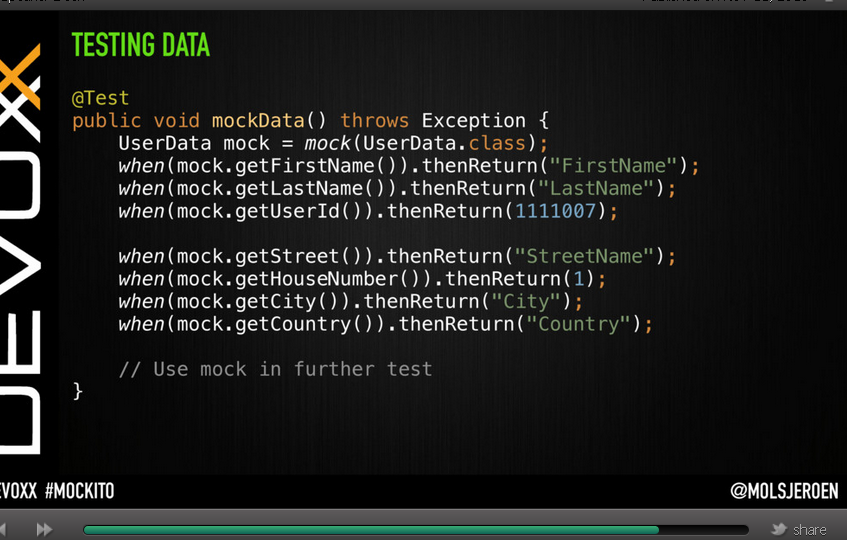 TESTING DATA
@Test
public void mockData() throws Exception {
    UserData mock = mock(UserData.class);
    when(mock.getFirstName()).thenReturn("FirstName");
    when(mock.getLastName()).thenReturn("LastName");
    when(mock.getUserId()).thenReturn(1111007);
    when(mock.getStreet()).thenReturn("StreetName");
    when(mock.getHouseNumber()).thenReturn(1);
    when(mock.getCity()).thenReturn("City");
    when(mock.getCountry()).thenReturn("Country");
    // Use mock in further test
}
DEVOXX
EVOXX #MOCKITO
@MOLSJEROEN
share